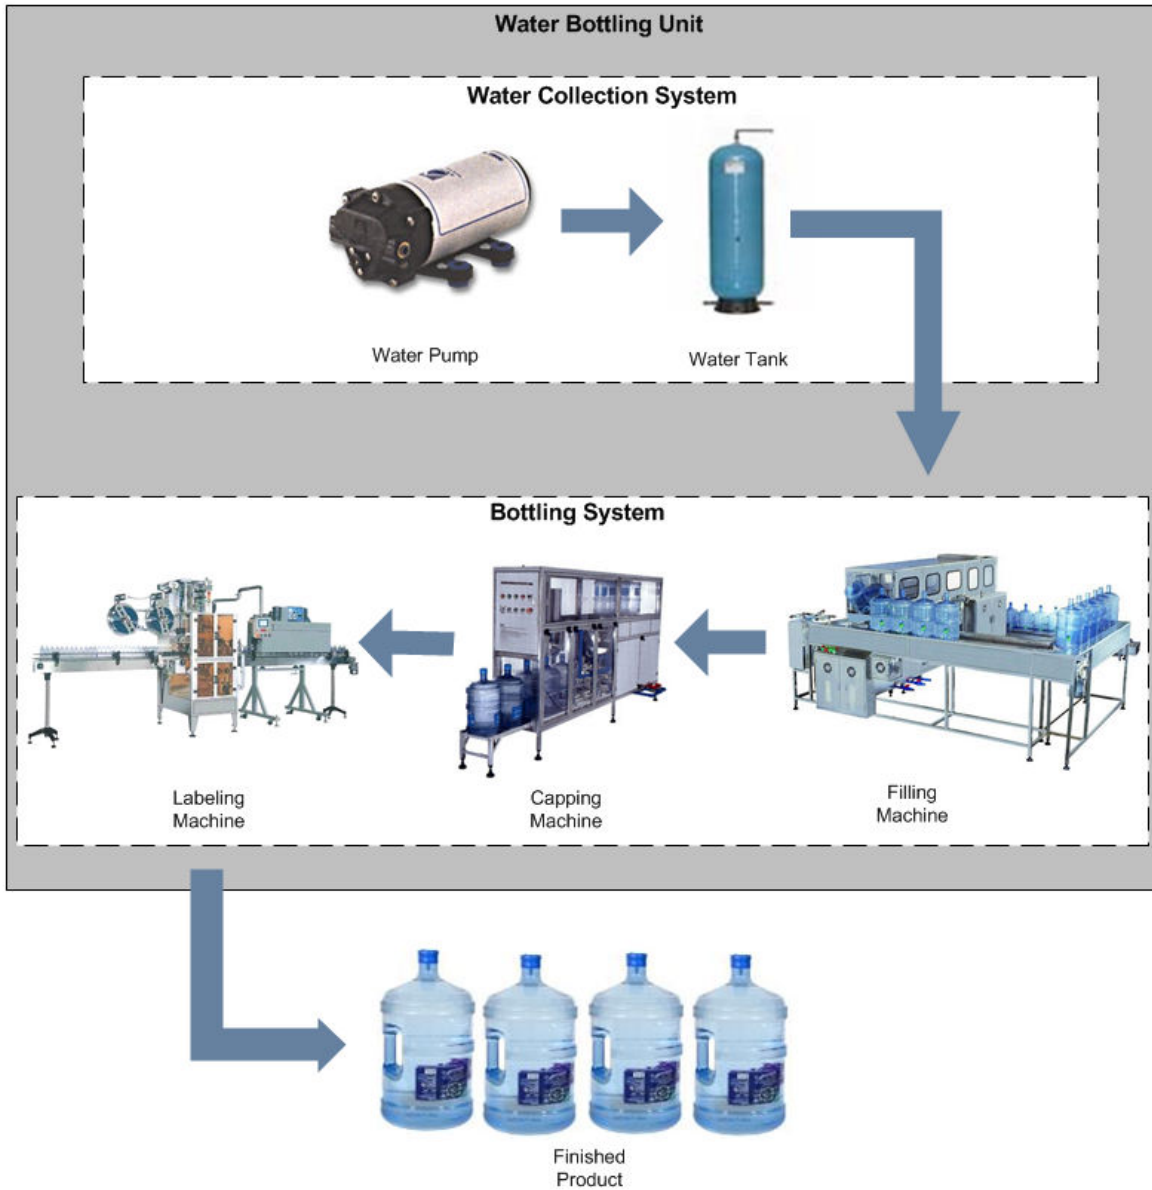 Water Bottling Unit
Water Collection System
Water Pump
Water Tank
Bottling System
Labeling
Machine
Capping
Machine
Filling
Machine
Finished
Product